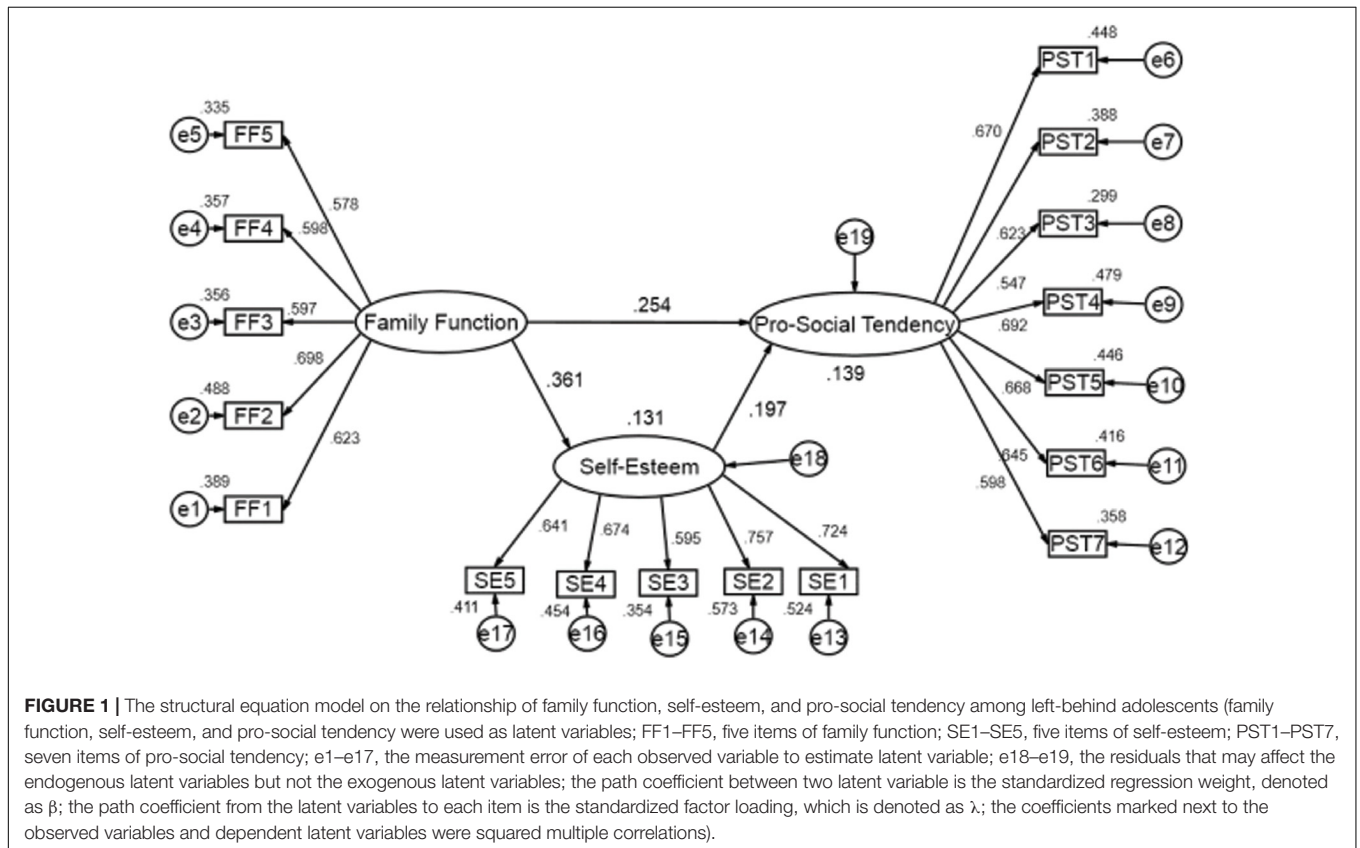 .448
PST1
e6
.335
e5
FF5
.670
.388
PST2
e7
.578
.357
e4
FF4
.598
.299
e19
.623
PST3
e8
.356
e3
FF3
.597
Family Function
.254
Pro-Social Tendency
.547
.479
PST4
e9
.692
.698
.361
.139
.446
.668
PST5
e10
.488
e2
FF2
.623
.131
.197
.416
.645
PST6
e11
Self-Esteem
e18
.598
.389
e1
FF1
.358
PST7
e12
.641
.674
.595
.757
.724
SE5
SE4
SE3
SE2
SE1
.411
.454
.354
.573
.524
e17
e16
e15
e14
e13
FIGURE 1 | The structural equation model on the relationship of family function, self-esteem, and pro-social tendency among left-behind adolescents (family
function, self-esteem, and pro-social tendency were used as latent variables; FF1–FF5, five items of family function; SE1–SE5, five items of self-esteem; PST1–PST7,
seven items of pro-social tendency; e1–e17, the measurement error of each observed variable to estimate latent variable; e18–e19, the residuals that may affect the
endogenous latent variables but not the exogenous latent variables; the path coefficient between two latent variable is the standardized regression weight, denoted
as β; the path coefficient from the latent variables to each item is the standardized factor loading, which is denoted as λ; the coefficients marked next to the
observed variables and dependent latent variables were squared multiple correlations).